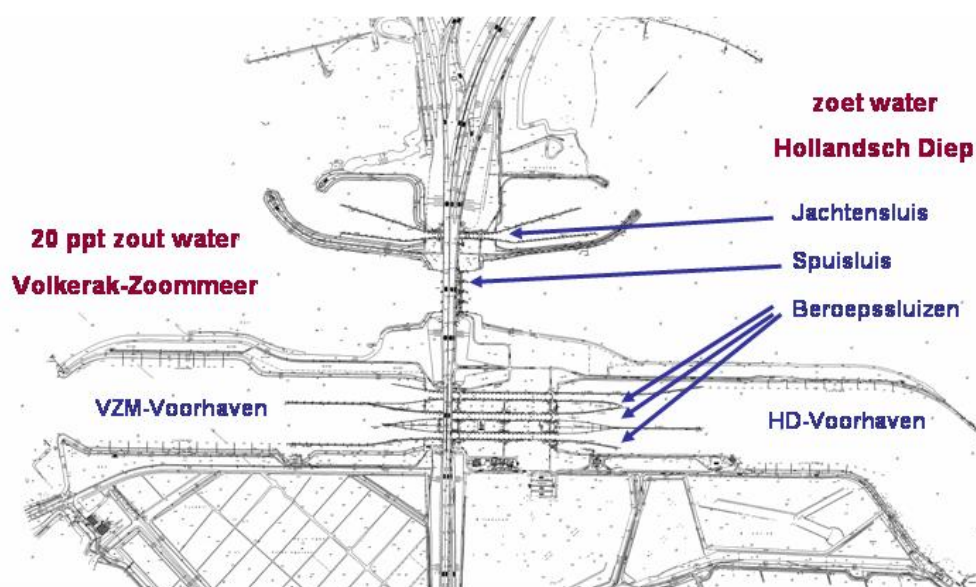 zoet water
Hollandsch Diep
Jachtensluis
20 ppt zout water
Volkerak-Zoommeer
Spuisluis
Beroepssluizen
VZM-Voorhaven
HD-Voorhaven